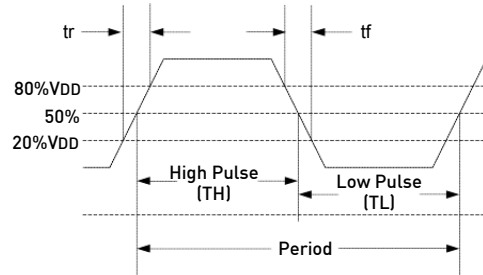 tr
tf
80%VDD
50%
20%VDD
High Pulse
(TH)
Low Pulse
(TL)
Period